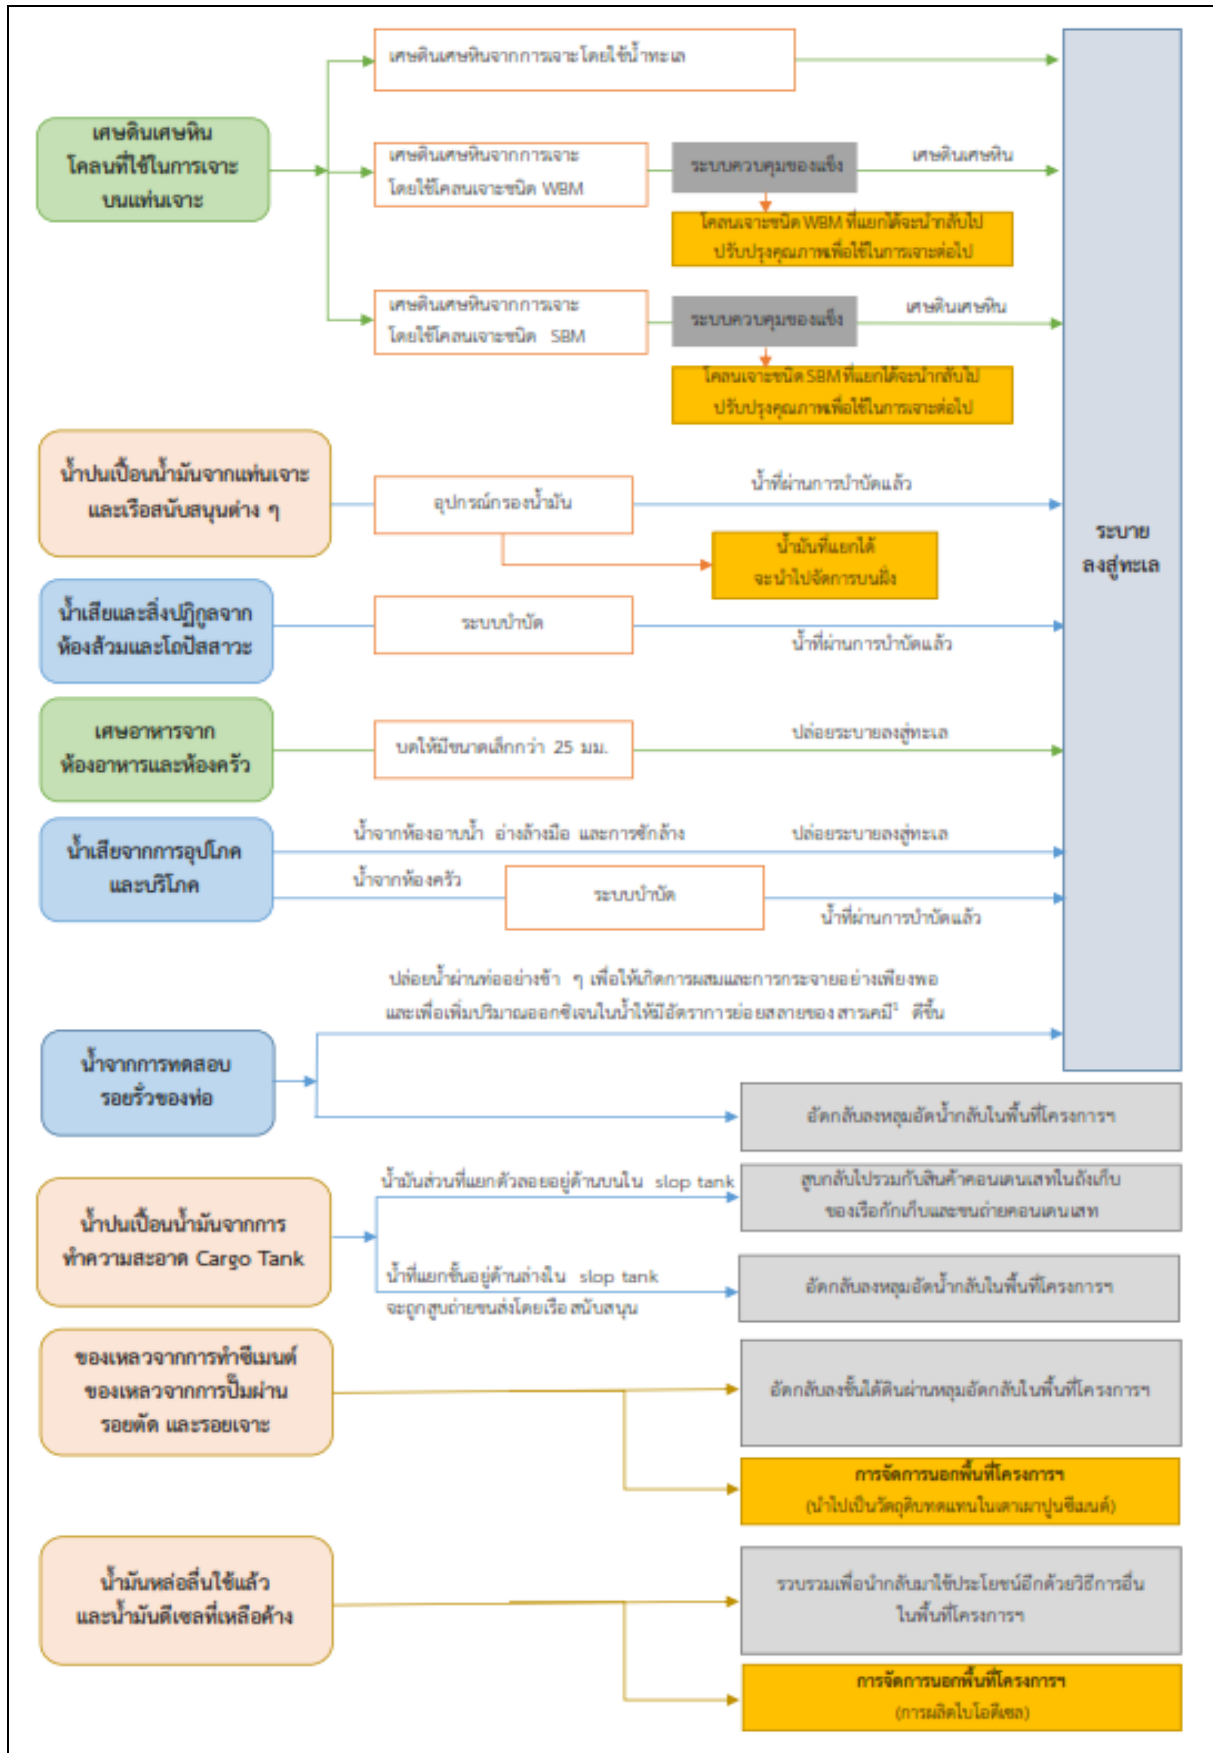 เศษดินเศษหินจากการเจาะโดยใช้น้ำทะเล
เศษดินเศษหิน
โคลนที่ใช้ในการเจาะ
บนแท่นเจาะ
เศษดินเศษหินจากการเจาะ
โดยใช้โคลนเจาะชนิด WBM
ระบบควบคุมของแข็ง
เศษดินเศษหิน
โคลนเจาะชนิด WBM ที่แยกได้จะนำกลับไป
ปรับปรุงคุณภาพเพื่อใช้ในการเจาะต่อไป
เศษดินเศษหินจากการเจาะ
โดยใช้โคลนเจาะชนิด SBM
ระบบควบคุมของแข็ง
เศษดินเศษหิน
โคลนเจาะชนิด SBM ที่แยกได้จะนำกลับไป
ปรับปรุงคุณภาพเพื่อใช้ในการเจาะต่อไป
น้ำปนเปื้อนน้ำมันจากแท่นเจาะ
และเรือสนับสนุนต่าง ๆ
อุปกรณ์กรองน้ำมัน
น้ำที่ผ่านการบำบัดแล้ว
น้ำมันที่แยกได้
จะนำไปจัดการบนฝั่ง
ระบาย
ลงสู่ทะเล
น้ำเสียและสิ่งปฏิกูลจาก
ห้องส้วมและโถปัสสาวะ
ระบบบำบัด
น้ำที่ผ่านการบำบัดแล้ว
เศษอาหารจาก
ห้องอาหารและห้องครัว
บดให้มีขนาดเล็กกว่า 25 มม.
ปล่อยระบายลงสู่ทะเล
น้ำเสียจากการอุปโภค
และบริโภค
น้ำจากห้องอาบน้ำ อ่างล้างมือ และการซักล้าง
ปล่อยระบายลงสู่ทะเล
น้ำจากห้องครัว
ระบบบำบัด
น้ำที่ผ่านการบำบัดแล้ว
ปล่อยน้ำผ่านท่ออย่างช้า ๆ เพื่อให้เกิดการผสมและการกระจายอย่างเพียงพอ
และเพื่อเพิ่มปริมาณออกซิเจนในน้ำให้มีอัตราการย่อยสลายของสารเคมี¹ ดีขึ้น
น้ำจากการทดสอบ
รอยรั่วของท่อ
อัดกลับลงหลุมอัดน้ำกลับในพื้นที่โครงการฯ
น้ำปนเปื้อนน้ำมันจากการ
ทำความสะอาด Cargo Tank
น้ำมันส่วนที่แยกตัวลอยอยู่ด้านบนใน slop tank
สูบกลับไปรวมกับสินค้าคอนเดนเสทในถังเก็บ
ของเรือกักเก็บและขนถ่ายคอนเดนเสท
น้ำที่แยกชั้นอยู่ด้านล่างใน slop tank
จะถูกสูบถ่ายขนส่งโดยเรือสนับสนุน
อัดกลับลงหลุมอัดน้ำกลับในพื้นที่โครงการฯ
ของเหลวจากการทำซีเมนต์
ของเหลวจากการปั๊มผ่าน
รอยตัด และรอยเจาะ
อัดกลับลงชั้นใต้ดินผ่านหลุมอัดกลับในพื้นที่โครงการฯ
การจัดการนอกพื้นที่โครงการฯ
(นำไปเป็นวัตถุดิบทดแทนในเตาเผาปูนซีเมนต์)
น้ำมันหล่อลื่นใช้แล้ว
และน้ำมันดีเซลที่เหลือค้าง
รวบรวมเพื่อนำกลับมาใช้ประโยชน์อีกด้วยวิธีการอื่น
ในพื้นที่โครงการฯ
การจัดการนอกพื้นที่โครงการฯ
(การผลิตไบโอดีเซล)